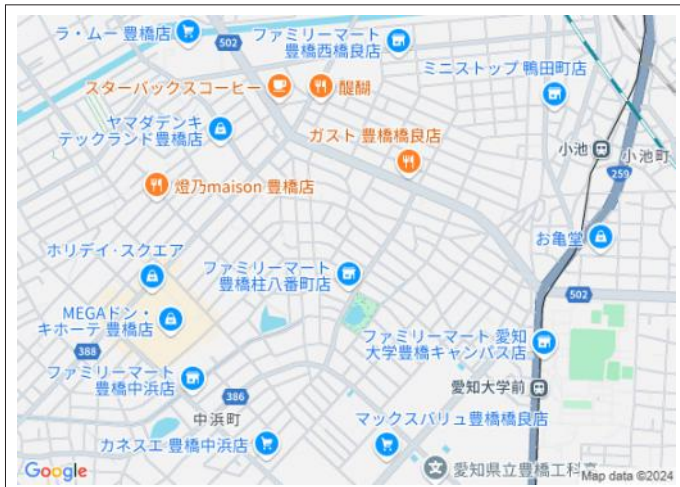 ラ・ムー 豊橋店
502
ファミリーマート
豊橋西橋良店
ミニストップ 鴨田町店
スターバックスコーヒー
醍醐
ヤマダデンキ
テックランド豊橋店
ガスト 豊橋橋良店
小池
小池町
259
燈乃maison 豊橋店
お亀堂
ホリデイ・スクエア
ファミリーマート
豊橋柱八番町店
502
MEGAドン・
キホーテ 豊橋店
ファミリーマート 愛知
大学豊橋キャンパス店
388
ファミリーマート
豊橋中浜店
386
愛知大学前
中浜町
マックスバリュ豊橋橋良店
カネスエ 豊橋中浜店
愛知県立豊橋工科高
Google
Map data ©2024